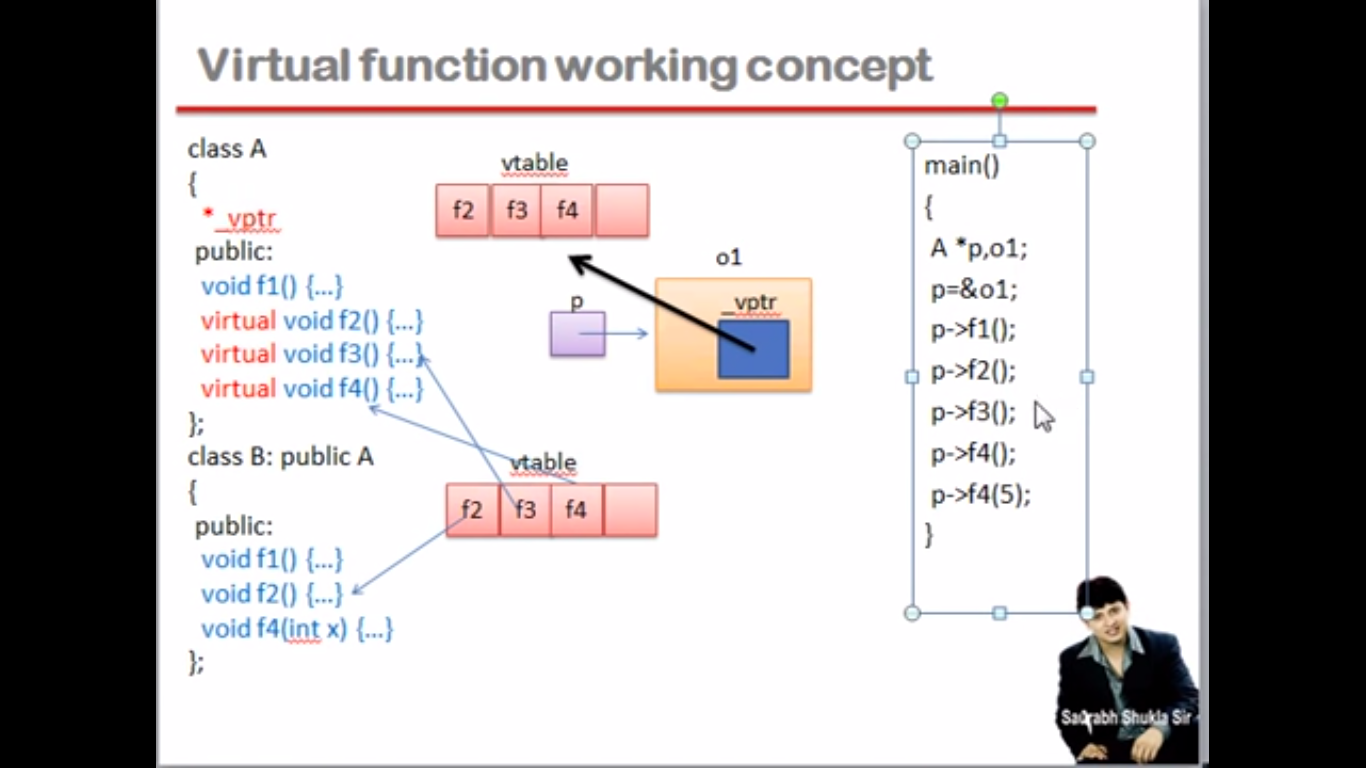 Virtual function working concept
class A
{
* _vptr
public:
void f1() {...}
virtual void f2() {...}
virtual void f3() {...}
virtual void f4() {...}
};
class B: public A
{
public:
void f1() {...}
void f2() {...}
void f4(int x) {...}
};
vtable
f2 f3 f4
o1
p
_vptr
vtable
f2 f3 f4
main()
{
A *p,o1;
p=&o1;
p->f1();
p->f2();
p->f3();
p->f4();
p->f4(5);
}
Saurabh Shukla Sir